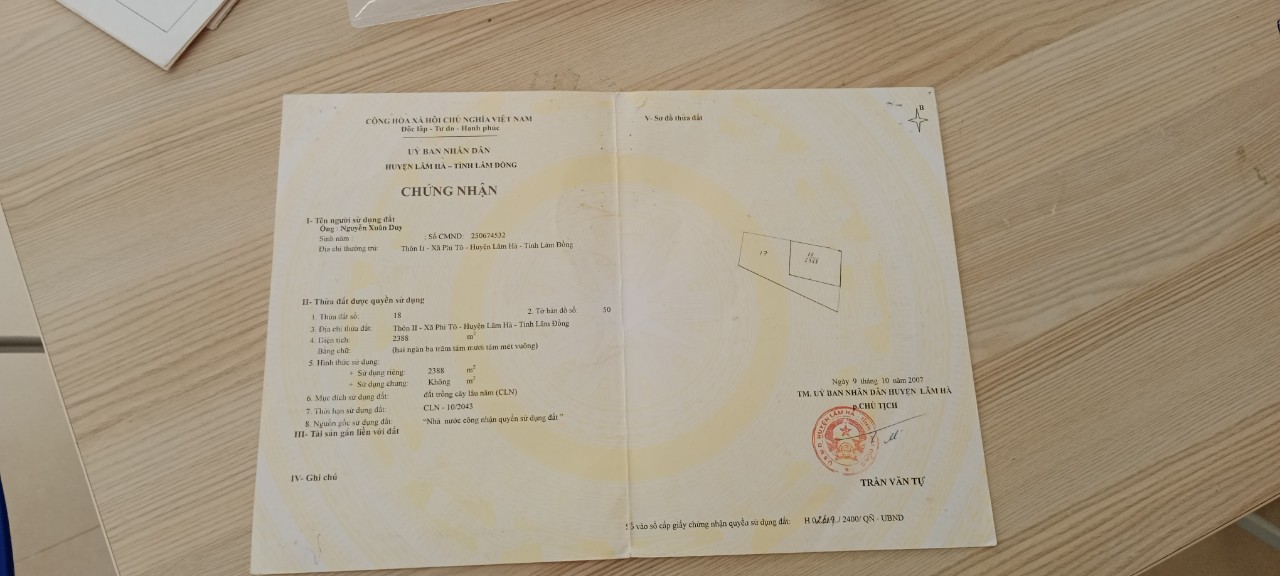 CỘNG HÒA XÃ HỘI CHỦ NGHĨA VIỆT NAM
Độc lập - Tự do - Hạnh phúc
UỶ BAN NHÂN DÂN
HUYỆN LÂM HÀ – TỈNH LÂM ĐỒNG
CHỨNG NHẬN
I- Tên người sử dụng đất
Ông : Nguyễn Xuân Duy
Sinh năm : ; Số CMND: 250674532
Địa chỉ thường trú: Thôn II - Xã Phi Tô - Huyện Lâm Hà - Tỉnh Lâm Đồng
II- Thửa đất được quyền sử dụng
1. Thửa đất số: 18 2. Tờ bản đồ số: 50
3. Địa chỉ thửa đất: Thôn II - Xã Phi Tô - Huyện Lâm Hà - Tỉnh Lâm Đồng
4. Diện tích: 2388 m²
Bằng chữ: (hai ngàn ba trăm tám mươi tám mét vuông)
5. Hình thức sử dụng:
+ Sử dụng riêng: 2388 m²
+ Sử dụng chung: Không m²
6. Mục đích sử dụng đất: đất trồng cây lâu năm (CLN)
7. Thời hạn sử dụng đất: CLN - 10/2043
8. Nguồn gốc sử dụng đất: "Nhà nước công nhận quyền sử dụng đất "
III- Tài sản gắn liền với đất
IV- Ghi chú
V- Sơ đồ thửa đất
B
17
18
2388
Ngày 9 tháng 10 năm 2007
TM. UỶ BAN NHÂN DÂN HUYỆN LÂM HÀ
P.CHỦ TỊCH
U.B.N.D HUYỆN LÂM HÀ
TRẦN VĂN TỰ
Số vào sổ cấp giấy chứng nhận quyền sử dụng đất: / 2400/ QĐ - UBND